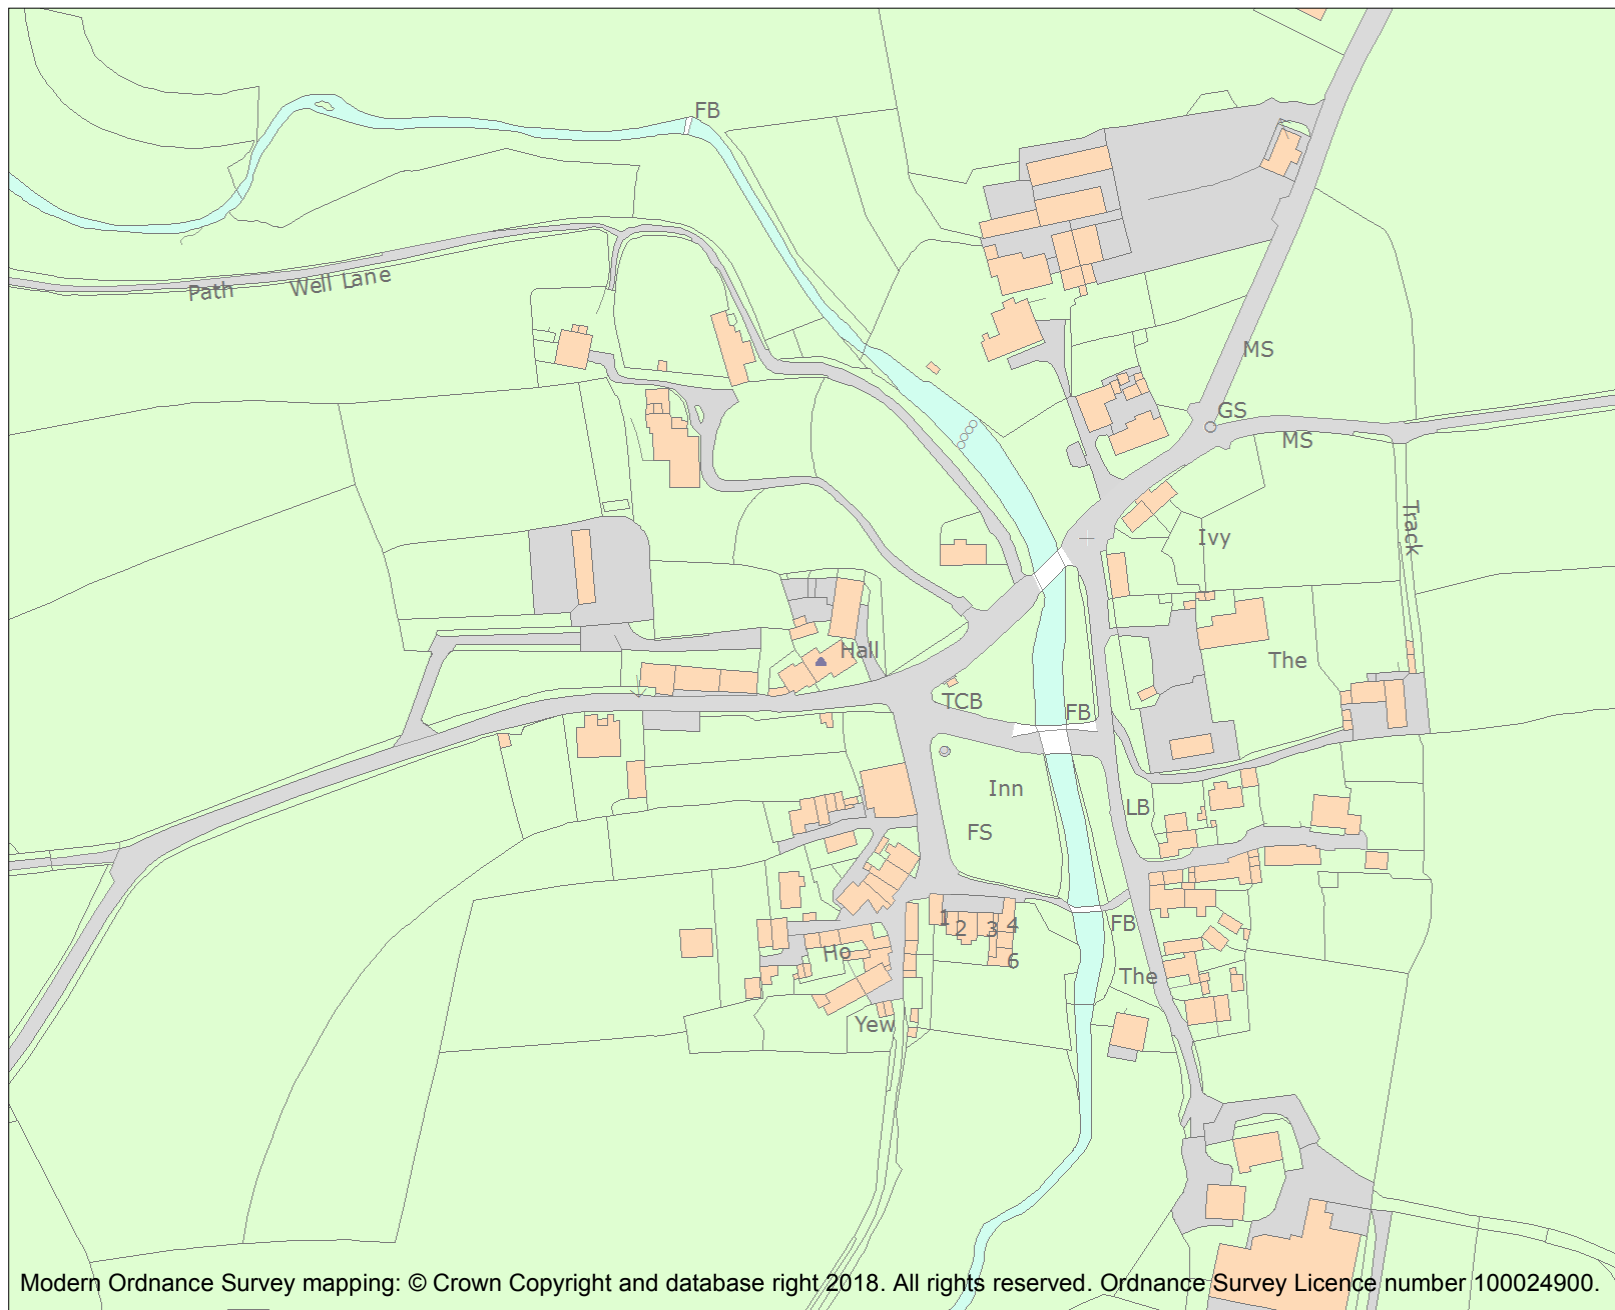 FB
Path
Well Lane
MS
GS
MS
Track
Ivy
Hall
The
TCB
FB
Inn
LB
FS
1
2
3
4
FB
Ho
6
The
Yew
Modern Ordnance Survey mapping: © Crown Copyright and database right 2018. All rights reserved. Ordnance Survey Licence number 100024900.